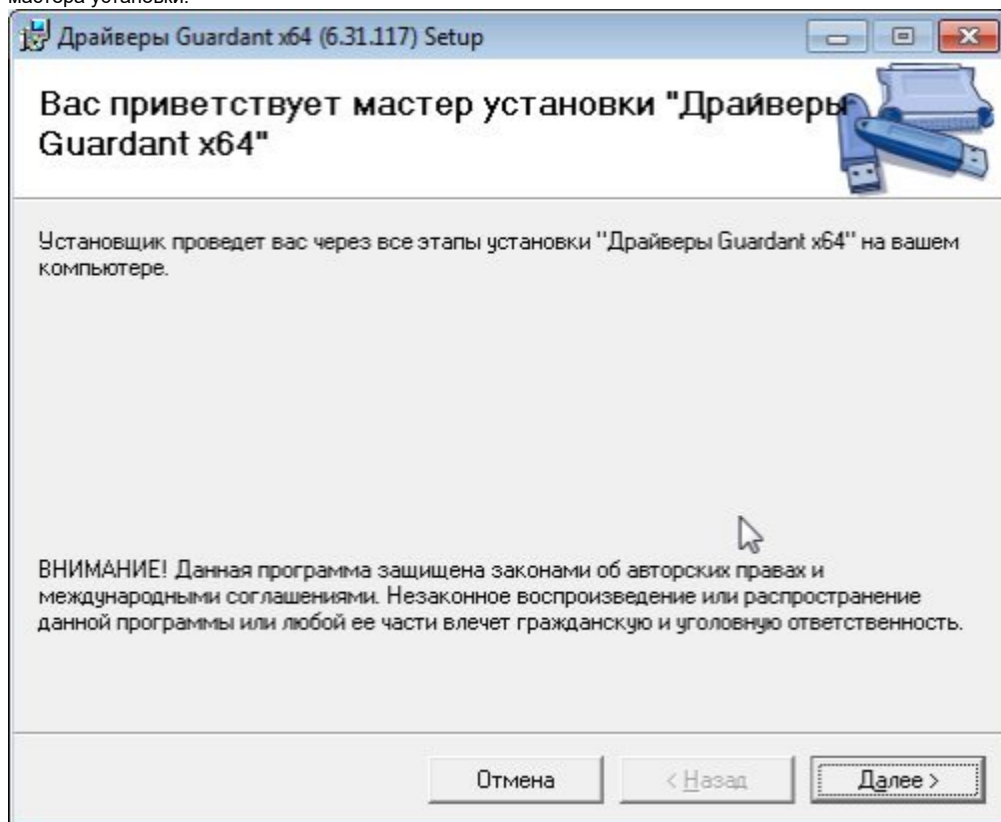 мастера установки.
Драйверы Guardant x64 (6.31.117) Setup
Вас приветствует мастер установки "Драйверы
Guardant x64"
Установщик проведет вас через все этапы установки "Драйверы Guardant x64" на вашем
компьютере.
ВНИМАНИЕ! Данная программа защищена законами об авторских правах и
международными соглашениями. Незаконное воспроизведение или распространение
данной программы или любой ее части влечет гражданскую и уголовную ответственность.
Отмена < Назад Далее >